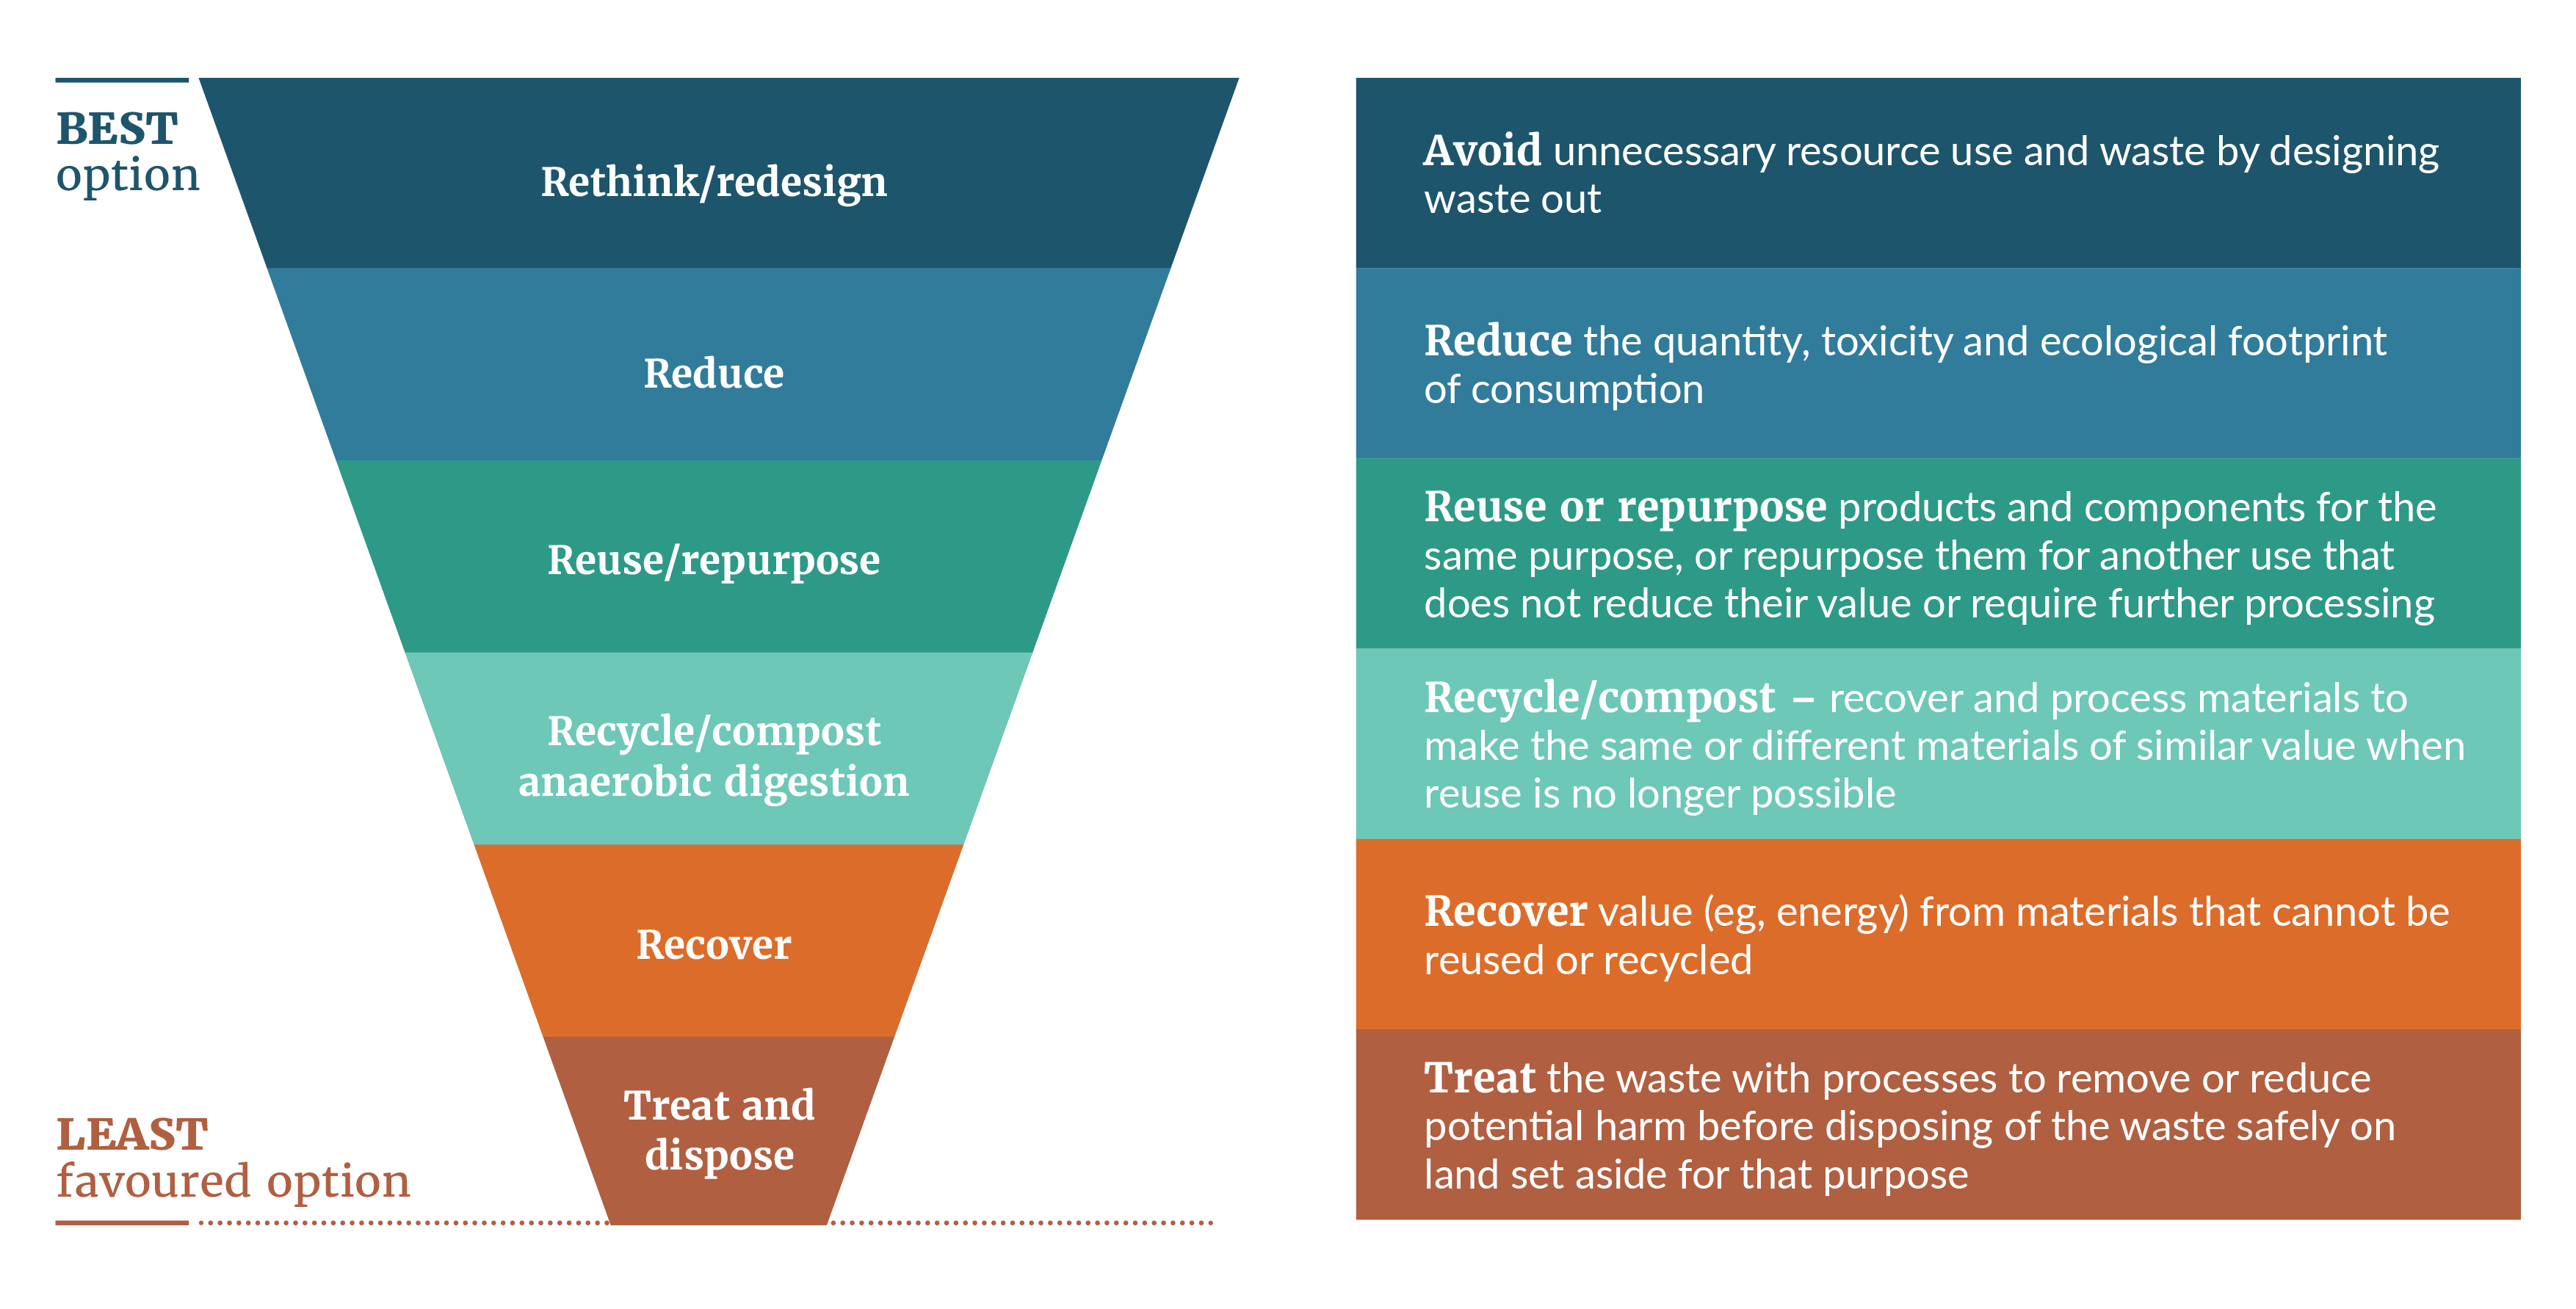 BEST
option
Rethink/redesign
Avoid unnecessary resource use and waste by designing
waste out
Reduce
Reduce the quantity, toxicity and ecological footprint
of consumption
Reuse/repurpose
Reuse or repurpose products and components for the
same purpose, or repurpose them for another use that
does not reduce their value or require further processing
Recycle/compost
anaerobic digestion
Recycle/compost – recover and process materials to
make the same or different materials of similar value when
reuse is no longer possible
Recover
Recover value (eg, energy) from materials that cannot be
reused or recycled
LEAST
favoured option
Treat and
dispose
Treat the waste with processes to remove or reduce
potential harm before disposing of the waste safely on
land set aside for that purpose